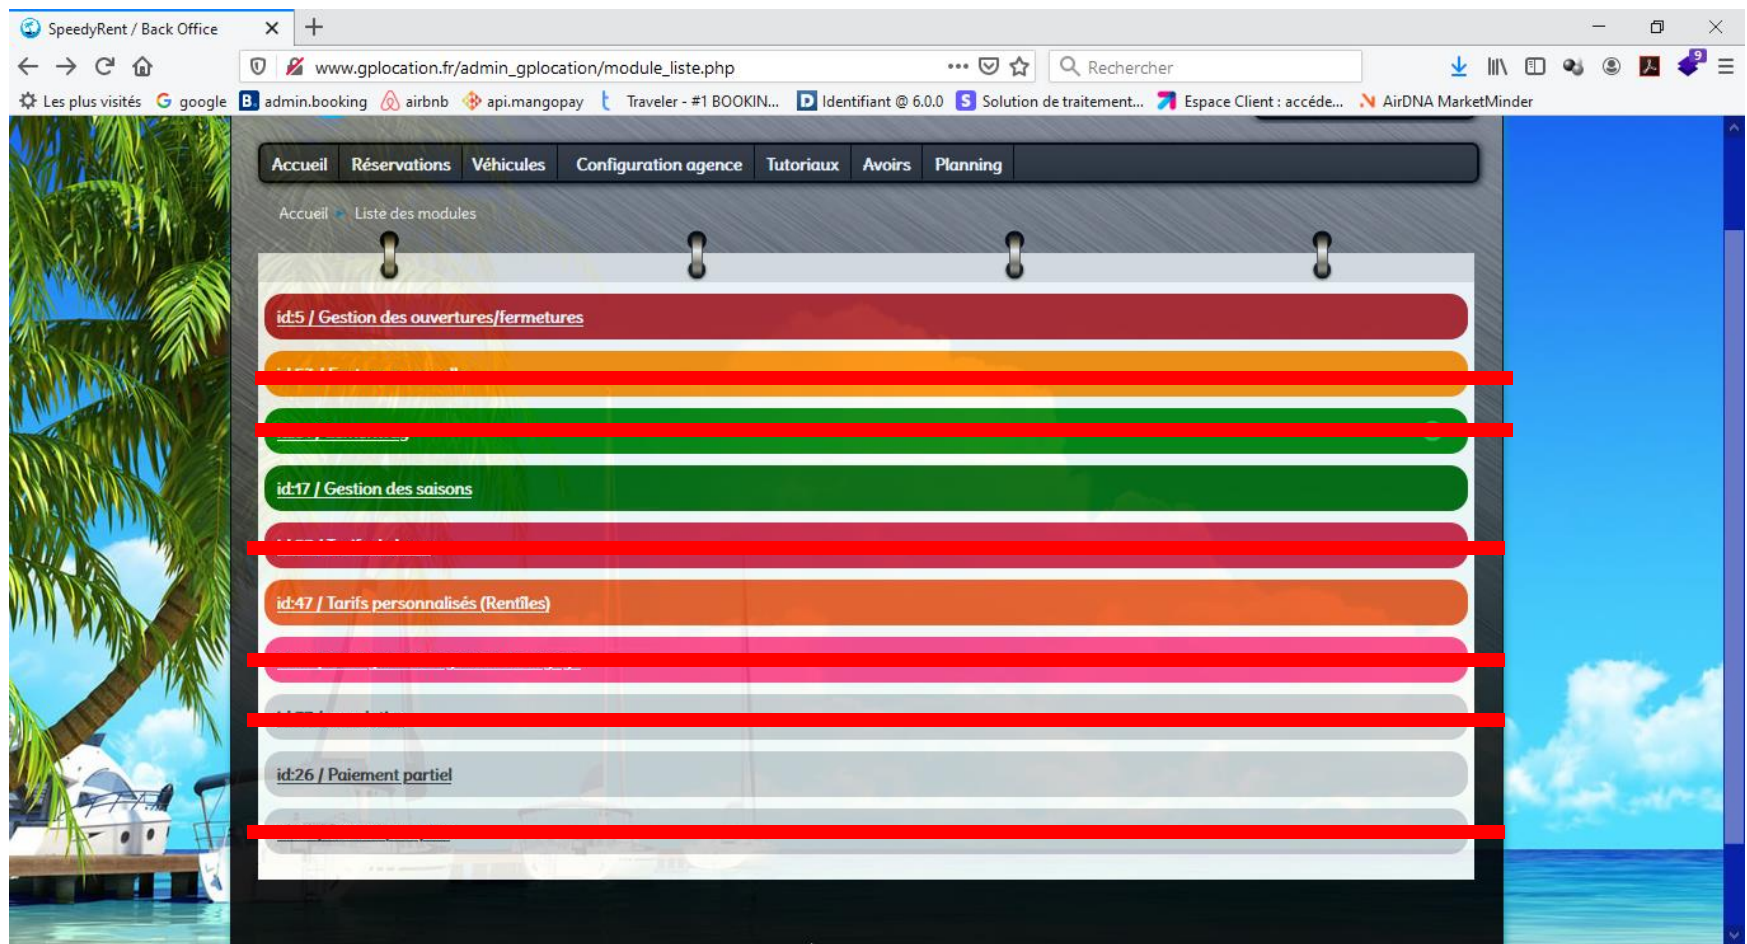 SpeedyRent / Back Office
www.gplocation.fr/admin_gplocation/module_liste.php
Rechercher
9
Les plus visités google admin.booking airbnb api.mangopay Traveler - #1 BOOKIN... Identifiant @ 6.0.0 Solution de traitement... Espace Client : accéde... AirDNA MarketMinder
Accueil Réservations Véhicules Configuration agence Tutoriaux Avoirs Planning
Accueil Liste des modules
id:5 / Gestion des ouvertures/fermetures
id:17 / Gestion des saisons
id:47 / Tarifs personnalisés (Rentîles)
id:26 / Paiement partiel